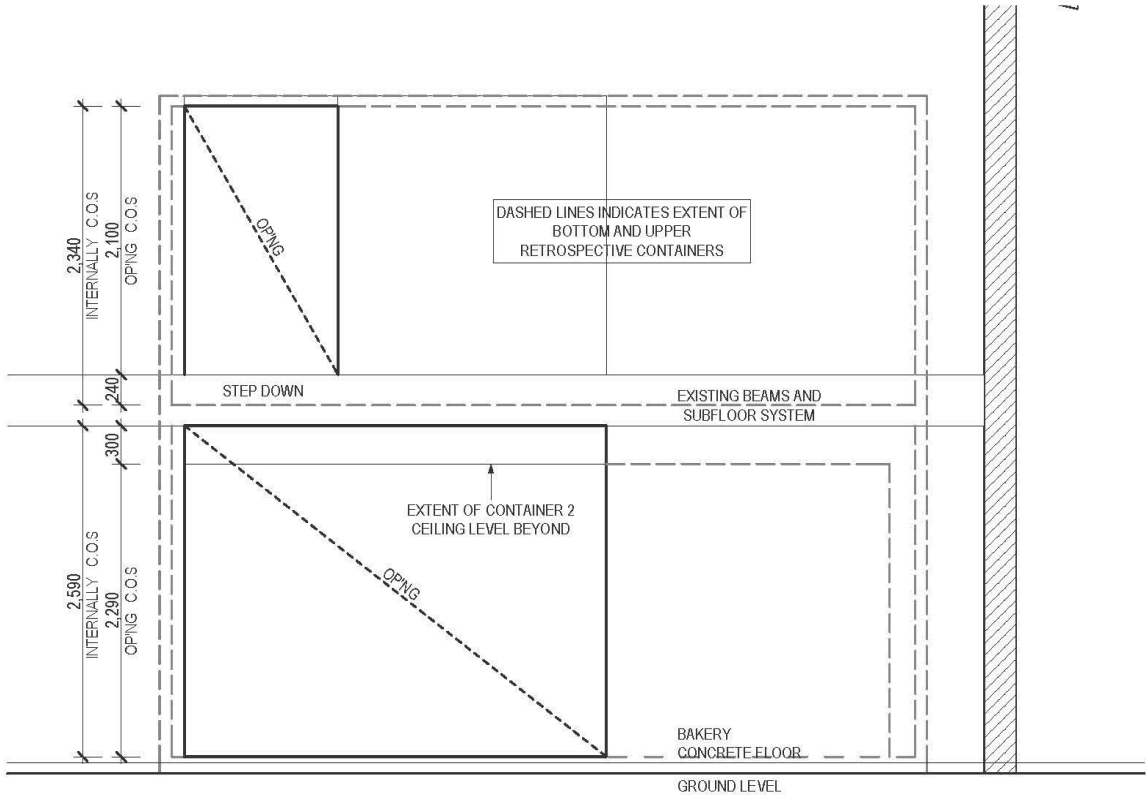 2,340
INTERNALLY C.O.S
2,100
OP'NG C.O.S
OP'NG
DASHED LINES INDICATES EXTENT OF
BOTTOM AND UPPER
RETROSPECTIVE CONTAINERS
240
STEP DOWN
EXISTING BEAMS AND
SUBFLOOR SYSTEM
300
EXTENT OF CONTAINER 2
CEILING LEVEL BEYOND
2,590
INTERNALLY C.O.S
2,290
OP'NG C.O.S
OP'NG
BAKERY
CONCRETE FLOOR
GROUND LEVEL